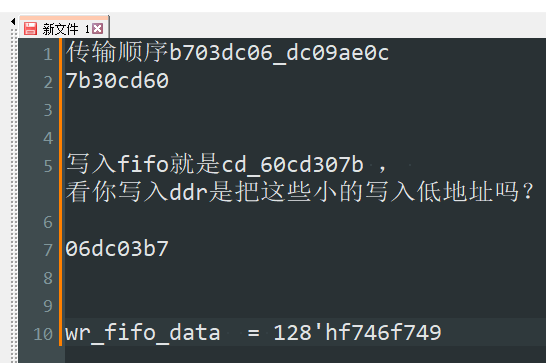 新文件 1
1 传输顺序b703dc06_dc09ae0c
2 7b30cd60
3
4
5 写入fifo就是cd_60cd307b ，
看你写入ddr是把这些小的写入低地址吗？
6
7 06dc03b7
8
9
10 wr_fifo_data  = 128'hf746f749